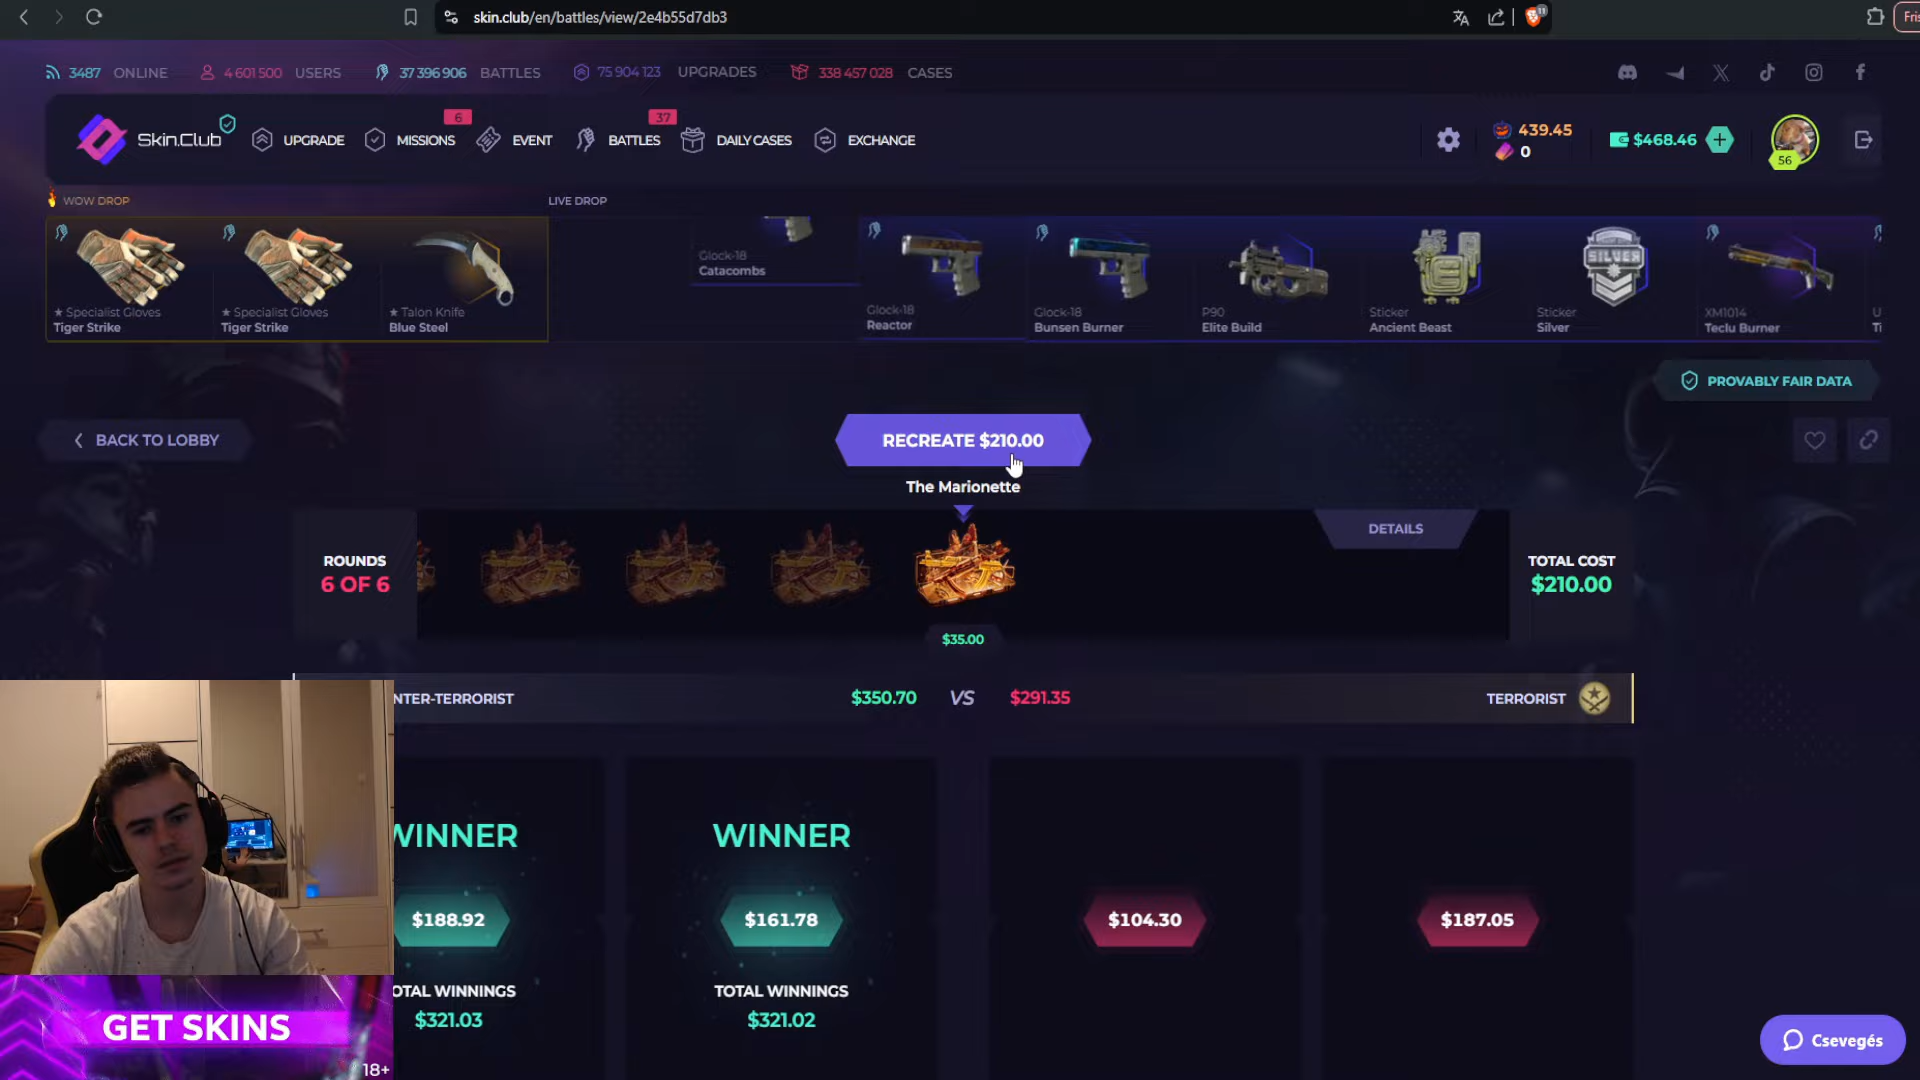 skin.club/en/battles/view/2e4b55d7db3
11
Fris
3487 ONLINE 4 601 500 USERS 37 396 906 BATTLES 75 904 123 UPGRADES 338 457 028 CASES
Skin.Club UPGRADE MISSIONS 6 EVENT BATTLES 37 DAILY CASES EXCHANGE
439.45
0
$468.46
56
WOW DROP LIVE DROP
★ Specialist Gloves
Tiger Strike
★ Specialist Gloves
Tiger Strike
★ Talon Knife
Blue Steel
Glock-18
Catacombs
Glock-18
Reactor
Glock-18
Bunsen Burner
P90
Elite Build
Sticker
Ancient Beast
SILVER
Sticker
Silver
XM1014
Teclu Burner
U
Ti
PROVABLY FAIR DATA
BACK TO LOBBY
RECREATE $210.00
The Marionette
DETAILS
ROUNDS
6 OF 6
TOTAL COST
$210.00
$35.00
NTER-TERRORIST $350.70 VS $291.35 TERRORIST
WINNER WINNER
$188.92 $161.78 $104.30 $187.05
OTAL WINNINGS TOTAL WINNINGS
$321.03 $321.02
GET SKINS
18+
Csevegés